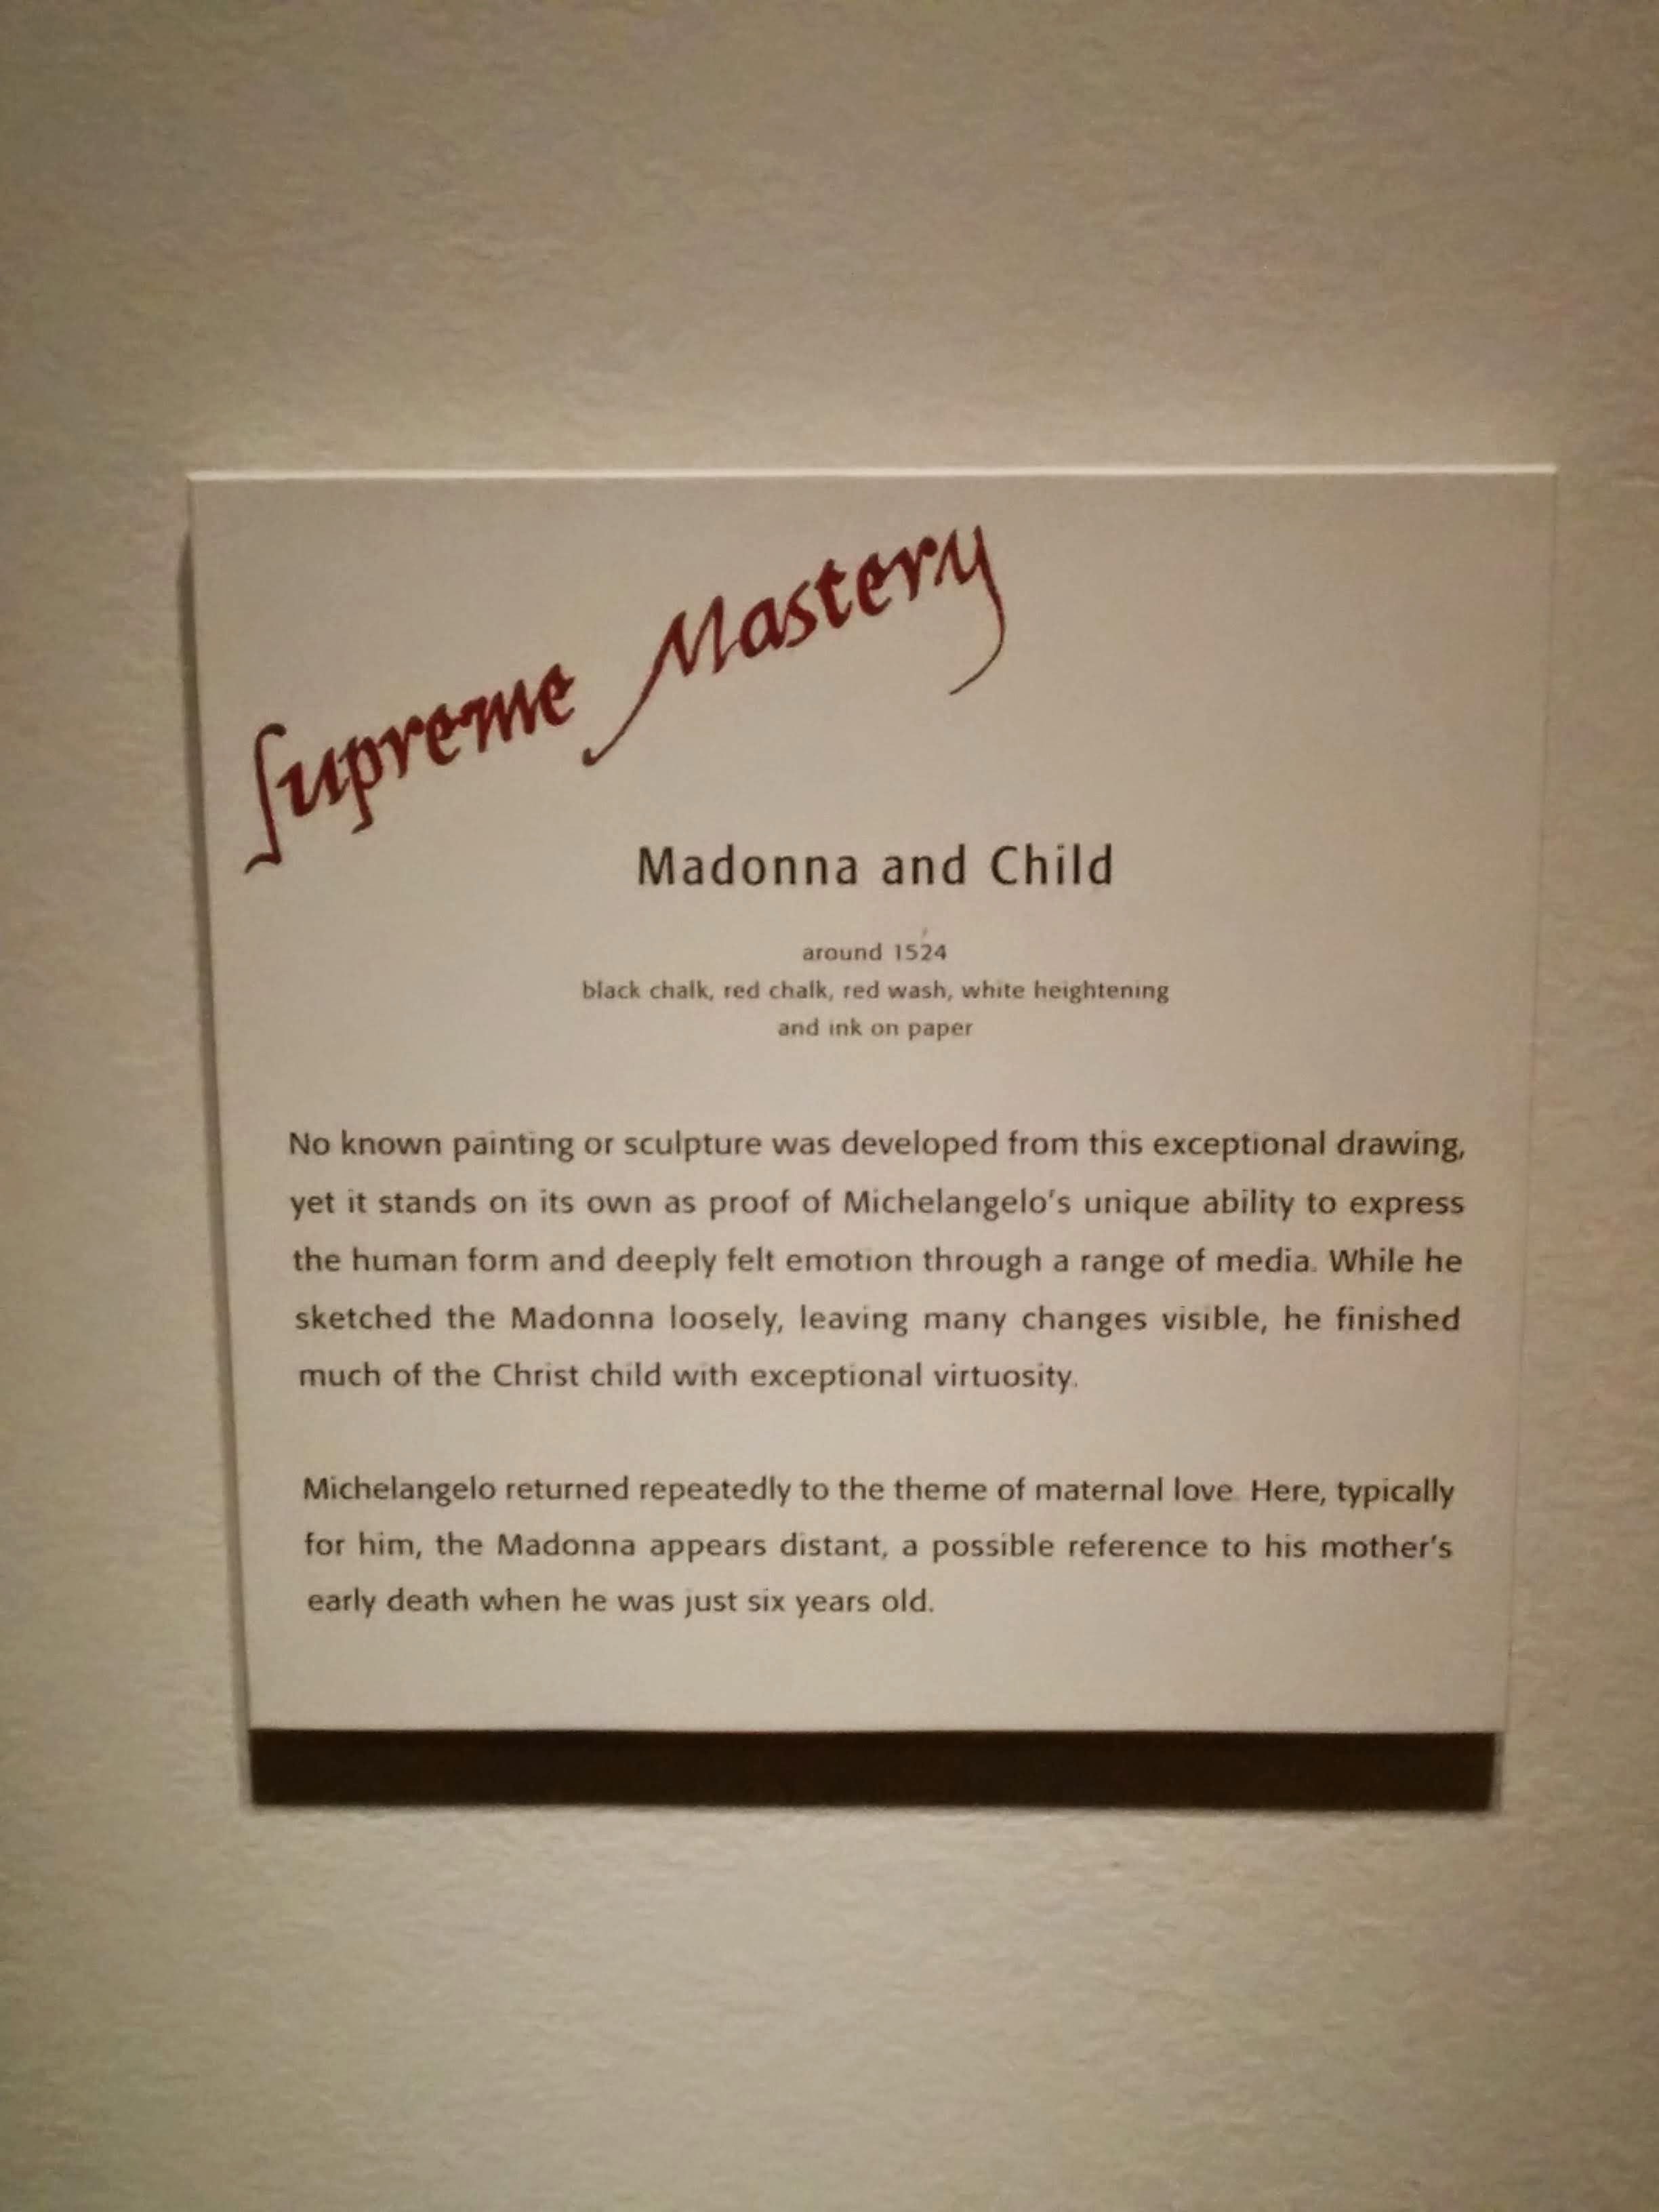 Supreme Mastery
Madonna and Child
around 1524
black chalk, red chalk, red wash, white heightening
and ink on paper
No known painting or sculpture was developed from this exceptional drawing,
yet it stands on its own as proof of Michelangelo's unique ability to express
the human form and deeply felt emotion through a range of media. While he
sketched the Madonna loosely, leaving many changes visible, he finished
much of the Christ child with exceptional virtuosity.
Michelangelo returned repeatedly to the theme of maternal love. Here, typically
for him, the Madonna appears distant, a possible reference to his mother's
early death when he was just six years old.